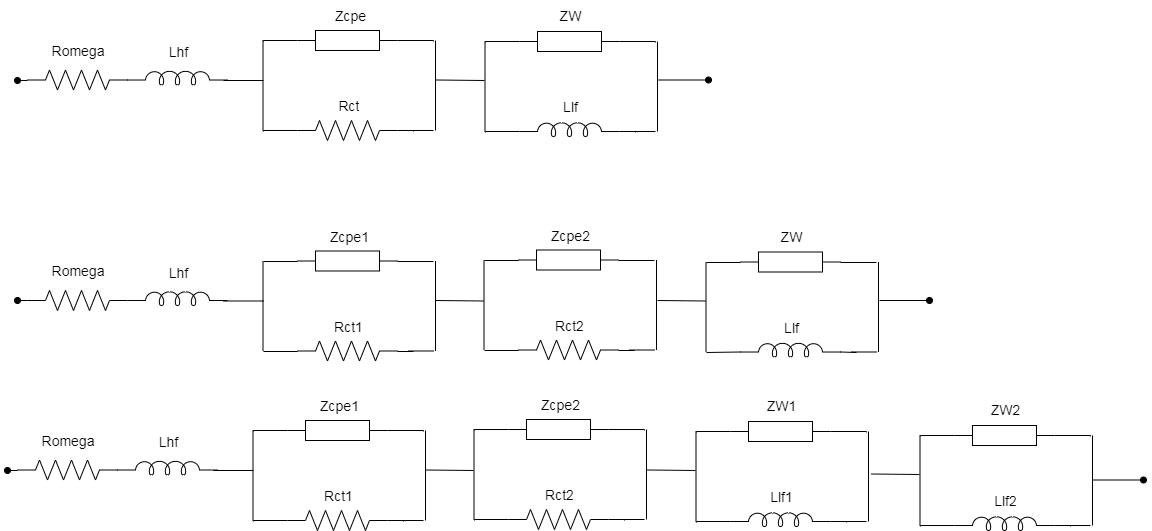 Zcpe
ZW
Romega
Lhf
Rct
Llf
Zcpe1
Zcpe2
ZW
Romega
Lhf
Rct1
Rct2
Llf
Zcpe1
Zcpe2
ZW1
ZW2
Romega
Lhf
Rct1
Rct2
Llf1
Llf2